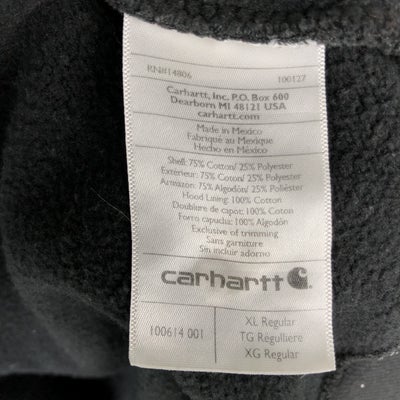 RN#14806 100127
Carhartt, Inc. P.O. Box 600
Dearborn MI 48121 USA
carhartt.com
Made in Mexico
Fabriqué au Mexique
Hecho en México
Shell: 75% Cotton/ 25% Polyester
Exterieur: 75% Coton/ 25% Polyester
Armazon: 75% Algodón/ 25% Poliéster
Hood Lining: 100% Cotton
Doublure de capot: 100% Coton
Forro capucha: 100% Algodón
Exclusive of trimming
Sans garniture
Sin incluir adorno
carhartt
100614 001
XL Regular
TG Regulliere
XG Regular